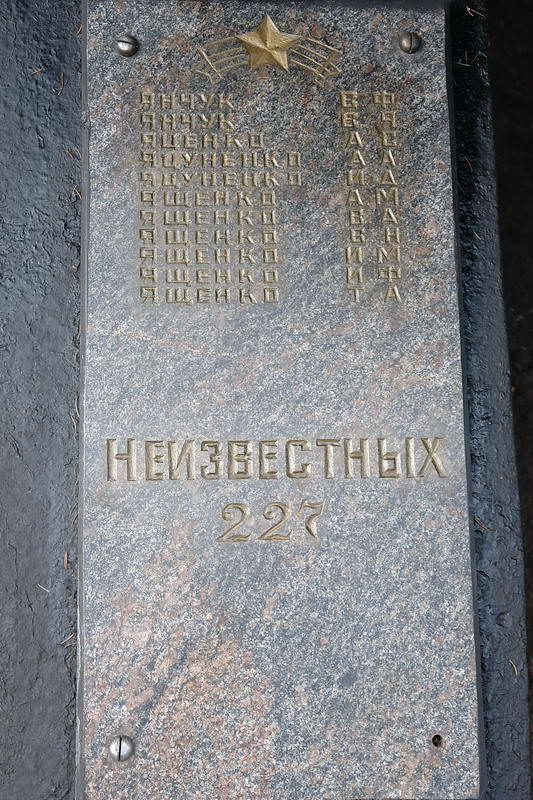 ЯНЧУК Е Ф
ЯНЧУК Е Я
ЯЦЕНКО А С
ЯЦУНЕНКО А А
ЯЦУНЕНКО И Д
ЯЩЕНКО А М
ЯЩЕНКО В А
ЯЩЕНКО Е Н
ЯЩЕНКО И М
ЯЩЕНКО И Ф
ЯЩЕНКО Т А
НЕИЗВЕСТНЫХ
227